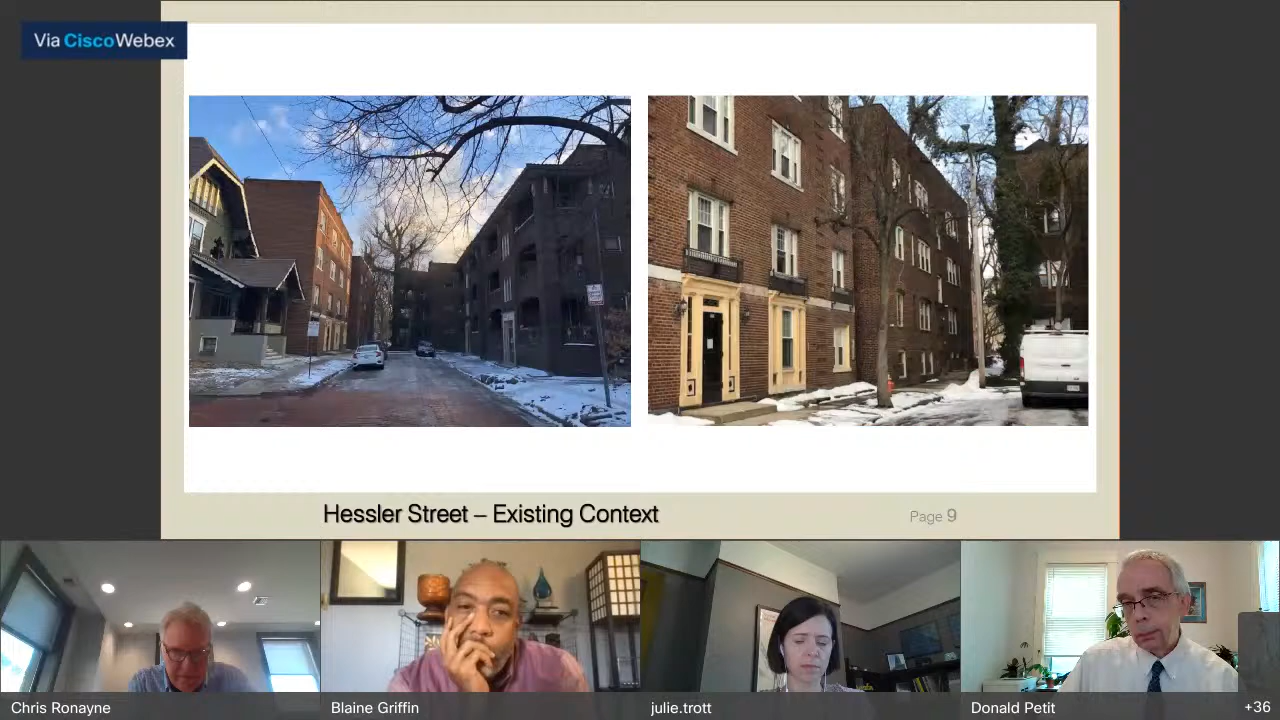 Via CiscoWebex
Hessler Street – Existing Context
Page 9
Chris Ronayne
Blaine Griffin
julie.trott
Donald Petit
+36